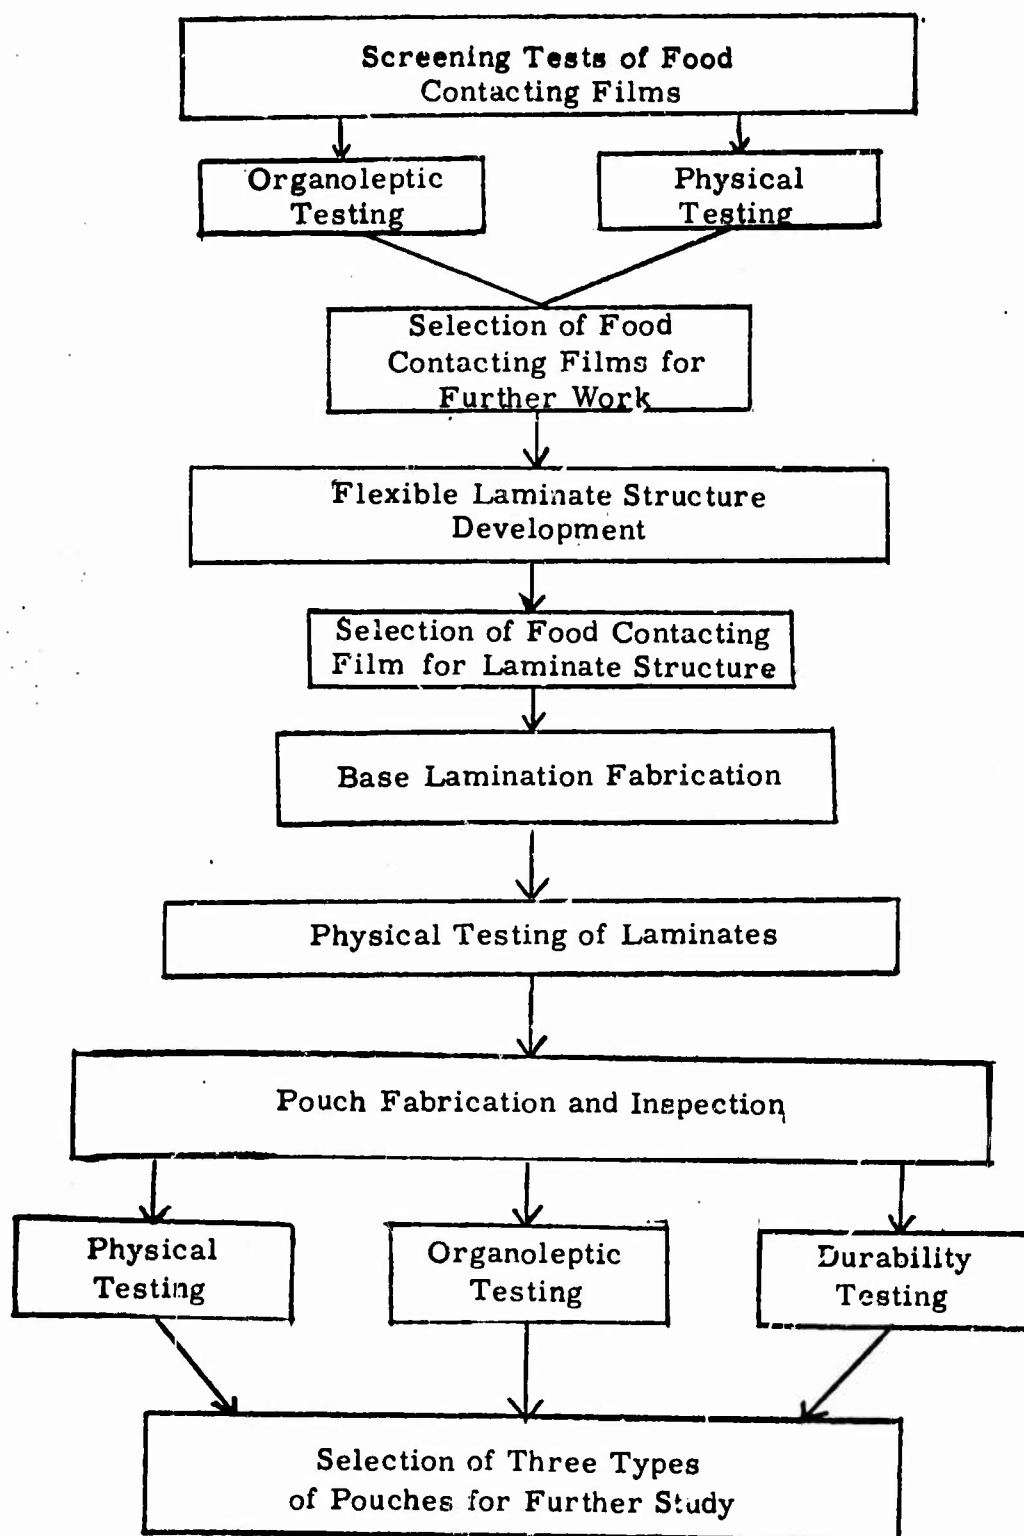 Screening Tests of Food
Contacting Films
Organoleptic
Testing
Physical
Testing
Selection of Food
Contacting Films for
Further Work
Flexible Laminate Structure
Development
Selection of Food Contacting
Film for Laminate Structure
Base Lamination Fabrication
Physical Testing of Laminates
Pouch Fabrication and Inspection
Physical
Testing
Organoleptic
Testing
Durability
Testing
Selection of Three Types
of Pouches for Further Study